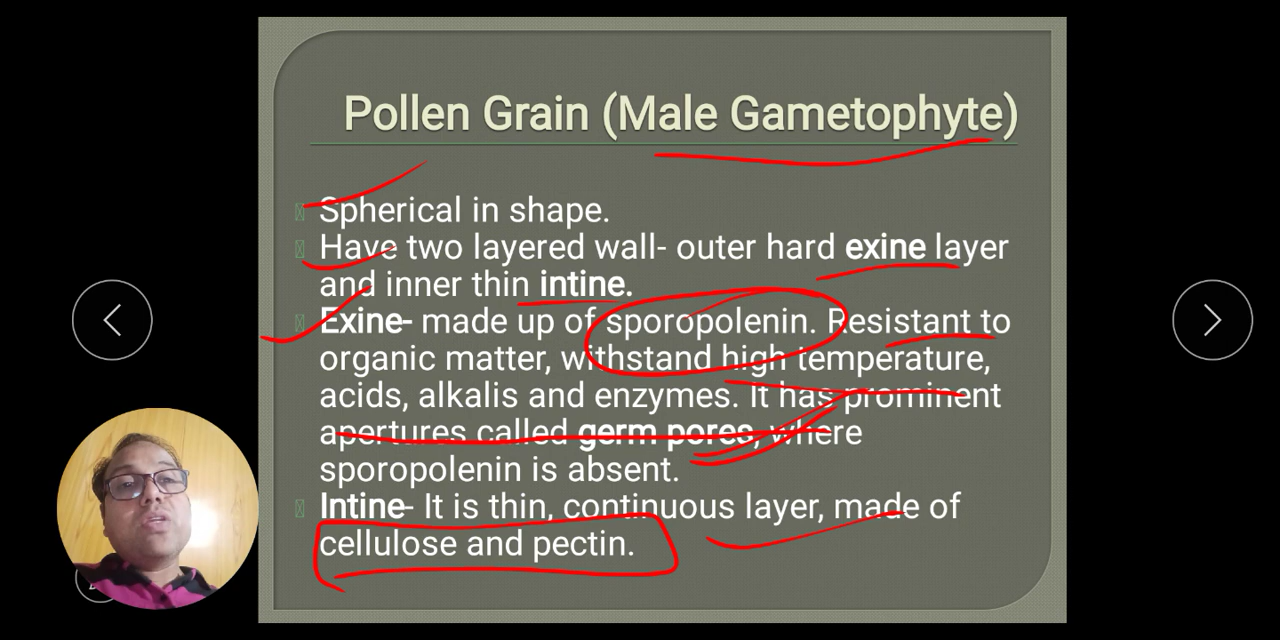 Pollen Grain (Male Gametophyte)
Spherical in shape.
Have two layered wall- outer hard exine layer
and inner thin intine.
Exine- made up of sporopolenin. Resistant to
organic matter, withstand high temperature,
acids, alkalis and enzymes. It has prominent
apertures called germ pores, where
sporopolenin is absent.
Intine- It is thin, continuous layer, made of
cellulose and pectin.